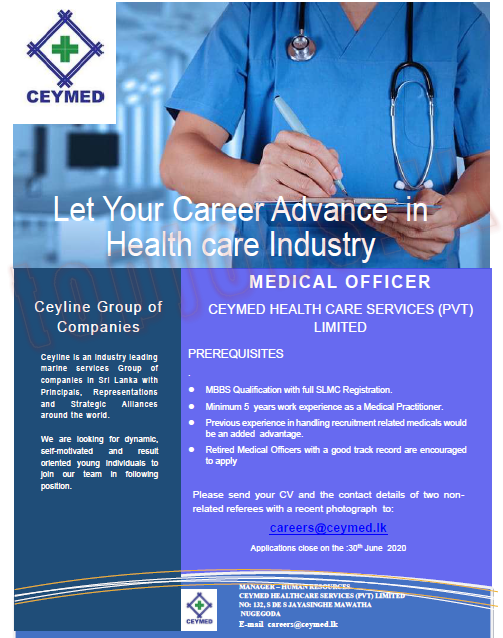 CEYMED
Let Your Career Advance  in
Health care Industry
MEDICAL OFFICER
CEYMED HEALTH CARE SERVICES (PVT)
LIMITED
Ceyline Group of
Companies
Ceyline is an industry leading
marine services Group of
companies in Sri Lanka with
Principals, Representations
and Strategic Alliances
around the world.
We are looking for dynamic,
self-motivated and result
oriented young individuals to
join our team in following
position.
PREREQUISITES
.
● MBBS Qualification with full SLMC Registration.
● Minimum 5 years work experience as a Medical Practitioner.
● Previous experience in handling recruitment related medicals would
be an added advantage.
● Retired Medical Officers with a good track record are encouraged
to apply
Please send your CV and the contact details of two non-
related referees with a recent photograph to:
careers@ceymed.lk
Applications close on the :30th June 2020
CEYMED
MANAGER – HUMAN RESOURCES
CEYMED HEALTHCARE SERVICES (PVT) LIMITED
NO: 132, S DE S JAYASINGHE MAWATHA
NUGEGODA
E-mail careers@ceymed.lk